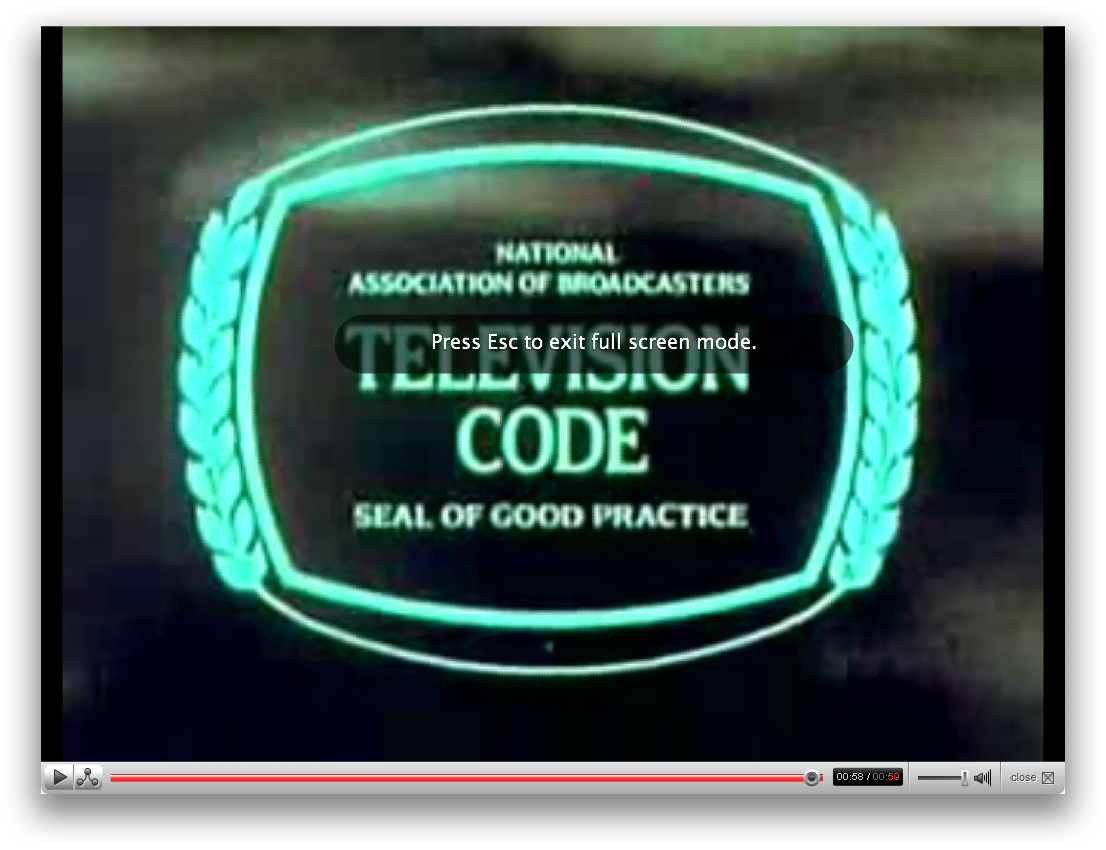 NATIONAL
ASSOCIATION OF BROADCASTERS
Press Esc to exit full screen mode.
TELEVISION
CODE
SEAL OF GOOD PRACTICE
00:58 / 00:59
close